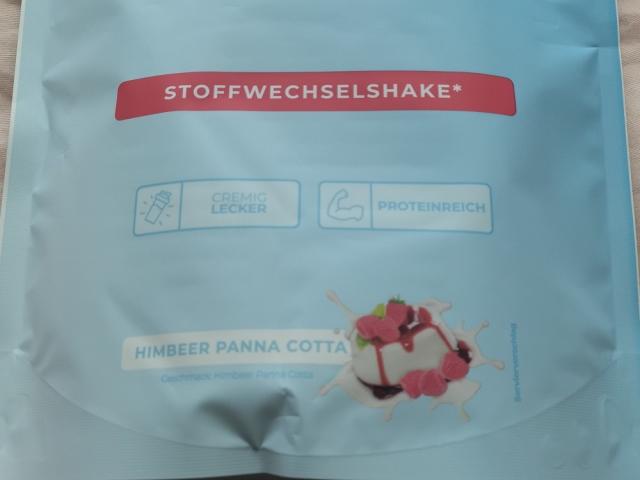 STOFFWECHSELSHAKE*
CREMIG
LECKER
PROTEINREICH
HIMBEER PANNA COTTA
Geschmack: Himbeer Panna Cotta
Serviervorschlag